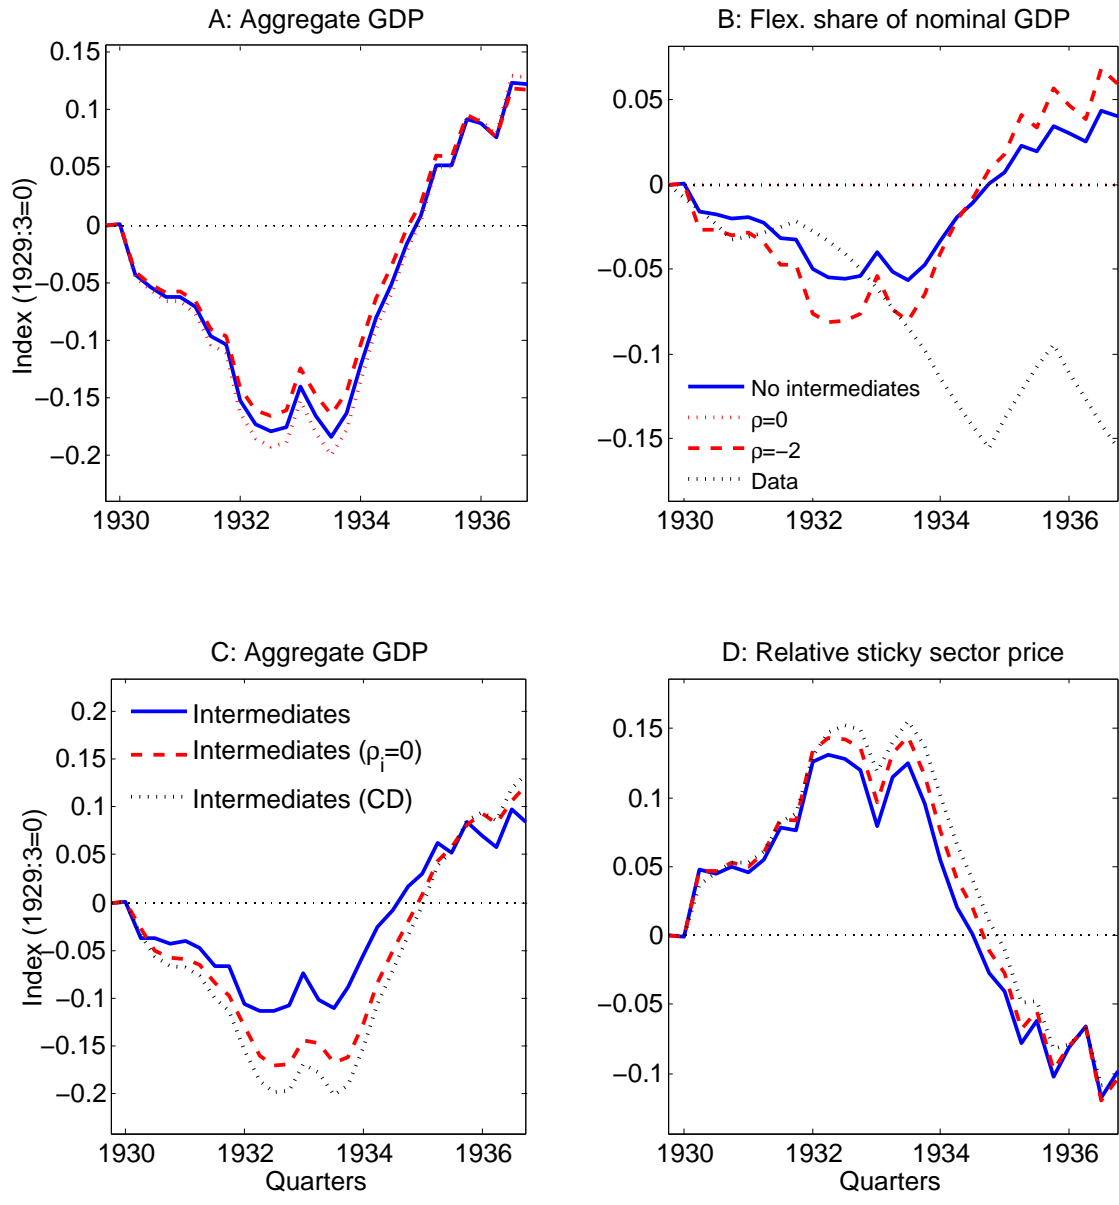 A: Aggregate GDP
B: Flex. share of nominal GDP
0.15
0.1
0.05
0
−0.05
−0.1
−0.15
−0.2
Index (1929:3=0)
1930
1932
1934
1936
0.05
0
−0.05
−0.1
−0.15
No intermediates
ρ=0
ρ=−2
Data
1930
1932
1934
1936
C: Aggregate GDP
D: Relative sticky sector price
0.2
0.15
0.1
0.05
0
−0.05
−0.1
−0.15
−0.2
Index (1929:3=0)
Intermediates
Intermediates (ρi=0)
Intermediates (CD)
1930
1932
1934
1936
Quarters
0.15
0.1
0.05
0
−0.05
−0.1
1930
1932
1934
1936
Quarters